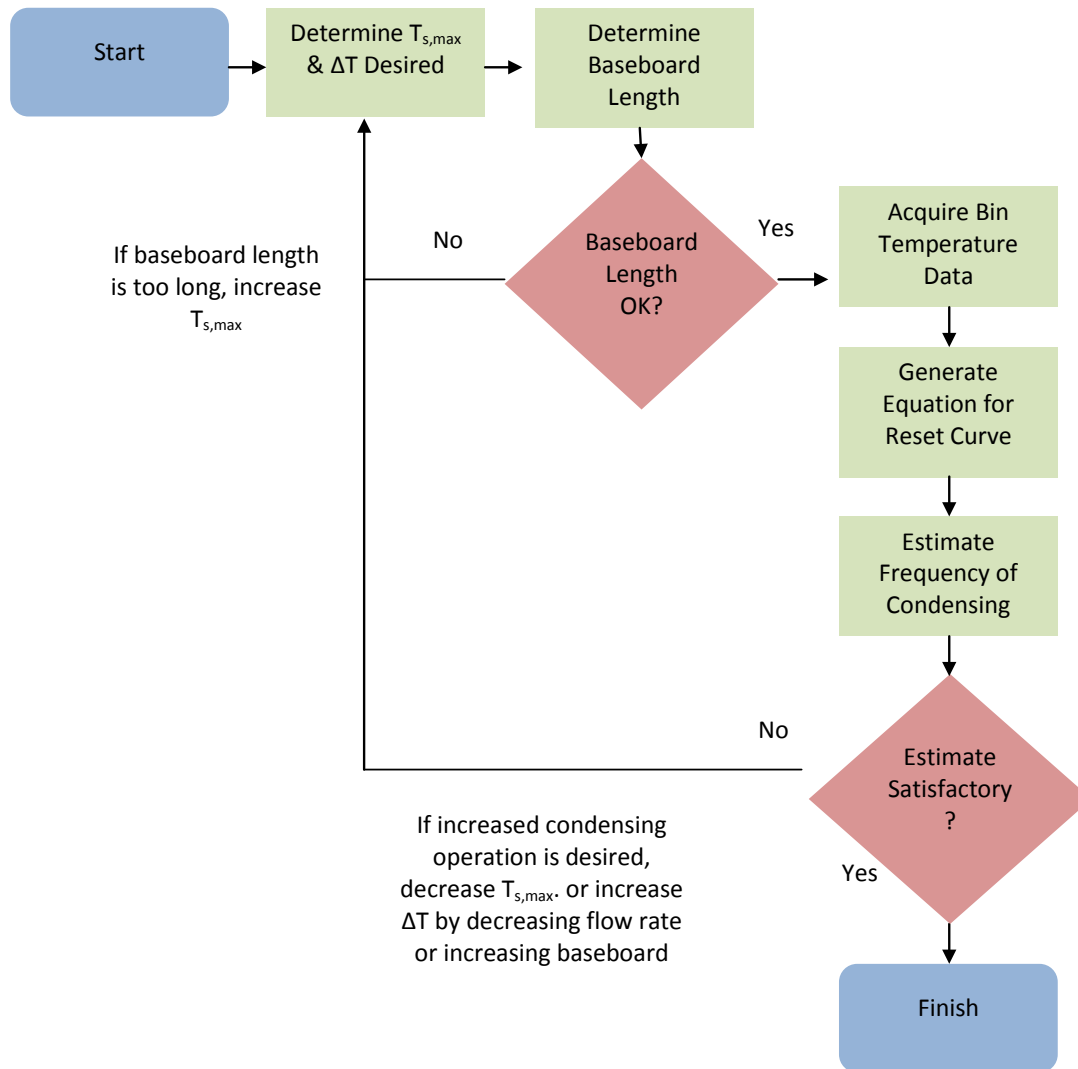 Start
Determine Ts,max
& ΔT Desired
Determine
Baseboard
Length
If baseboard length
is too long, increase
Ts,max
No
Baseboard
Length
OK?
Yes
Acquire Bin
Temperature
Data
Generate
Equation for
Reset Curve
Estimate
Frequency of
Condensing
No
Estimate
Satisfactory
?
If increased condensing
operation is desired,
decrease Ts,max. or increase
ΔT by decreasing flow rate
or increasing baseboard
Yes
Finish